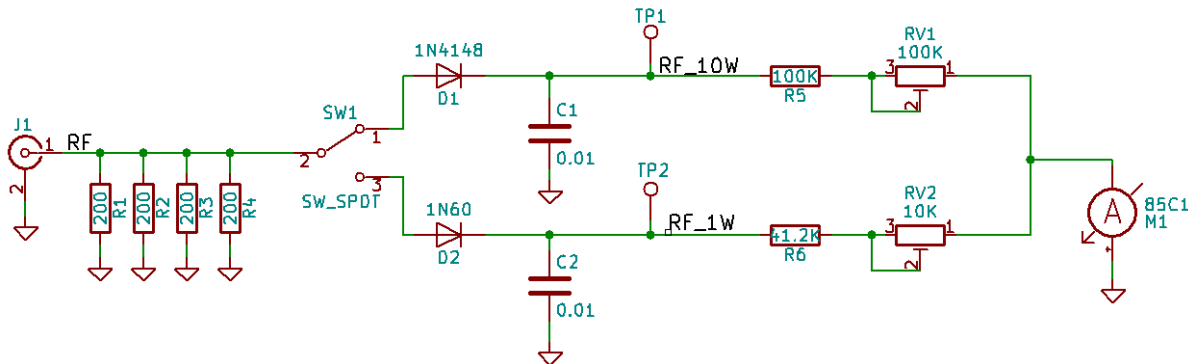 TP1
RV1
100K
1N4148
RF_10W
3
1
100K
D1
R5
2
J1
SW1
C1
1
RF
1
2
0.01
2
3
TP2
SW_SPDT
RV2
10K
200
R1
200
R2
200
R3
200
R4
1N60
RF_1W
3
1
41.2K
D2
R6
2
A
85C1
M1
C2
0.01